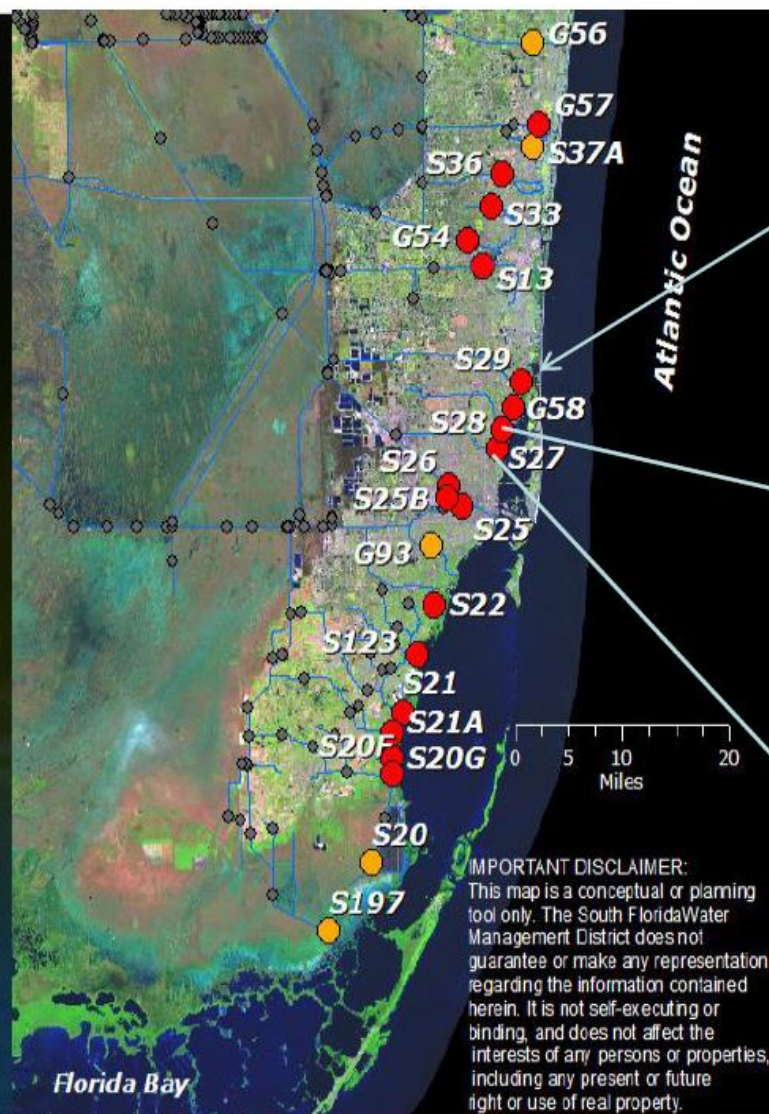 G56
G57
S37A
S36
S33
G54
S13
Atlantic Ocean
S29
G58
S28
S27
S26
S25B
S25
G93
S22
S123
S21
S21A
S20F
S20G
0 5 10 20
Miles
S20
S197
IMPORTANT DISCLAIMER:
This map is a conceptual or planning
tool only. The South FloridaWater
Management District does not
guarantee or make any representation
regarding the information contained
herein. It is not self-executing or
binding, and does not affect the
interests of any persons or properties,
including any present or future
right or use of real property.
Florida Bay